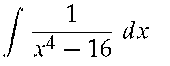 ∫ 1/(x⁴ − 16) dx